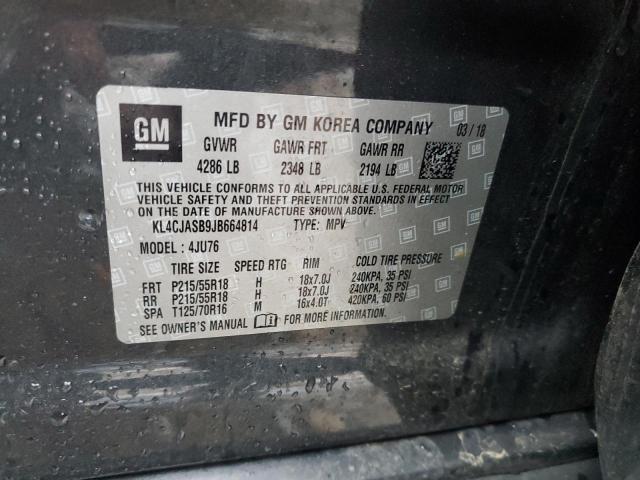 GM
MFD BY GM KOREA COMPANY 03 / 18
GVWR GAWR FRT GAWR RR
4286 LB 2348 LB 2194 LB
THIS VEHICLE CONFORMS TO ALL APPLICABLE U.S. FEDERAL MOTOR
VEHICLE SAFETY AND THEFT PREVENTION STANDARDS IN EFFECT ON
THE DATE OF MANUFACTURE SHOWN ABOVE.
KL4CJASB9JB664814 TYPE: MPV
MODEL : 4JU76
TIRE SIZE SPEED RTG RIM COLD TIRE PRESSURE
FRT P215/55R18 H 18x7.0J 240KPA, 35 PSI
RR P215/55R18 H 18x7.0J 240KPA, 35 PSI
SPA T125/70R16 M 16x4.0T 420KPA, 60 PSI
SEE OWNER'S MANUAL FOR MORE INFORMATION.